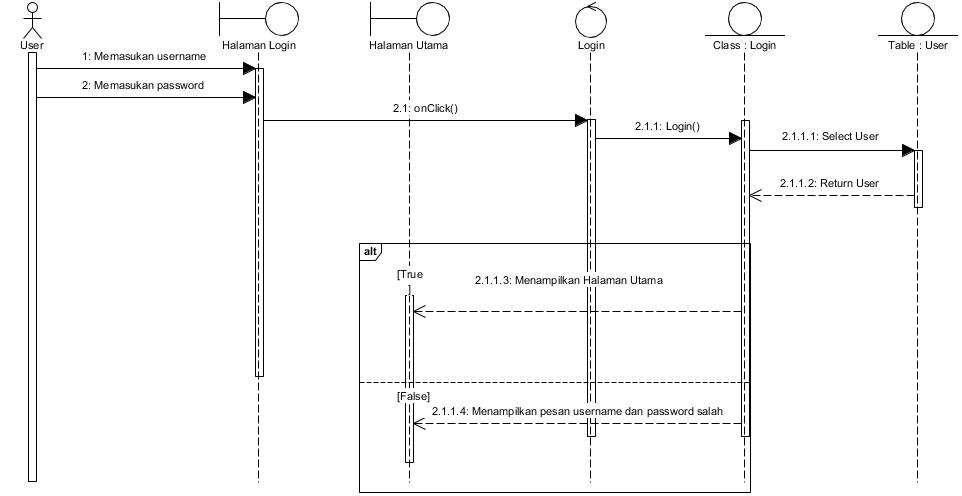 User
Halaman Login
Halaman Utama
Login
Class : Login
Table : User
1: Memasukan username
2: Memasukan password
2.1: onClick()
2.1.1: Login()
2.1.1.1: Select User
2.1.1.2: Return User
alt
[True
]
2.1.1.3: Menampilkan Halaman Utama
[False]
2.1.1.4: Menampilkan pesan username dan password salah